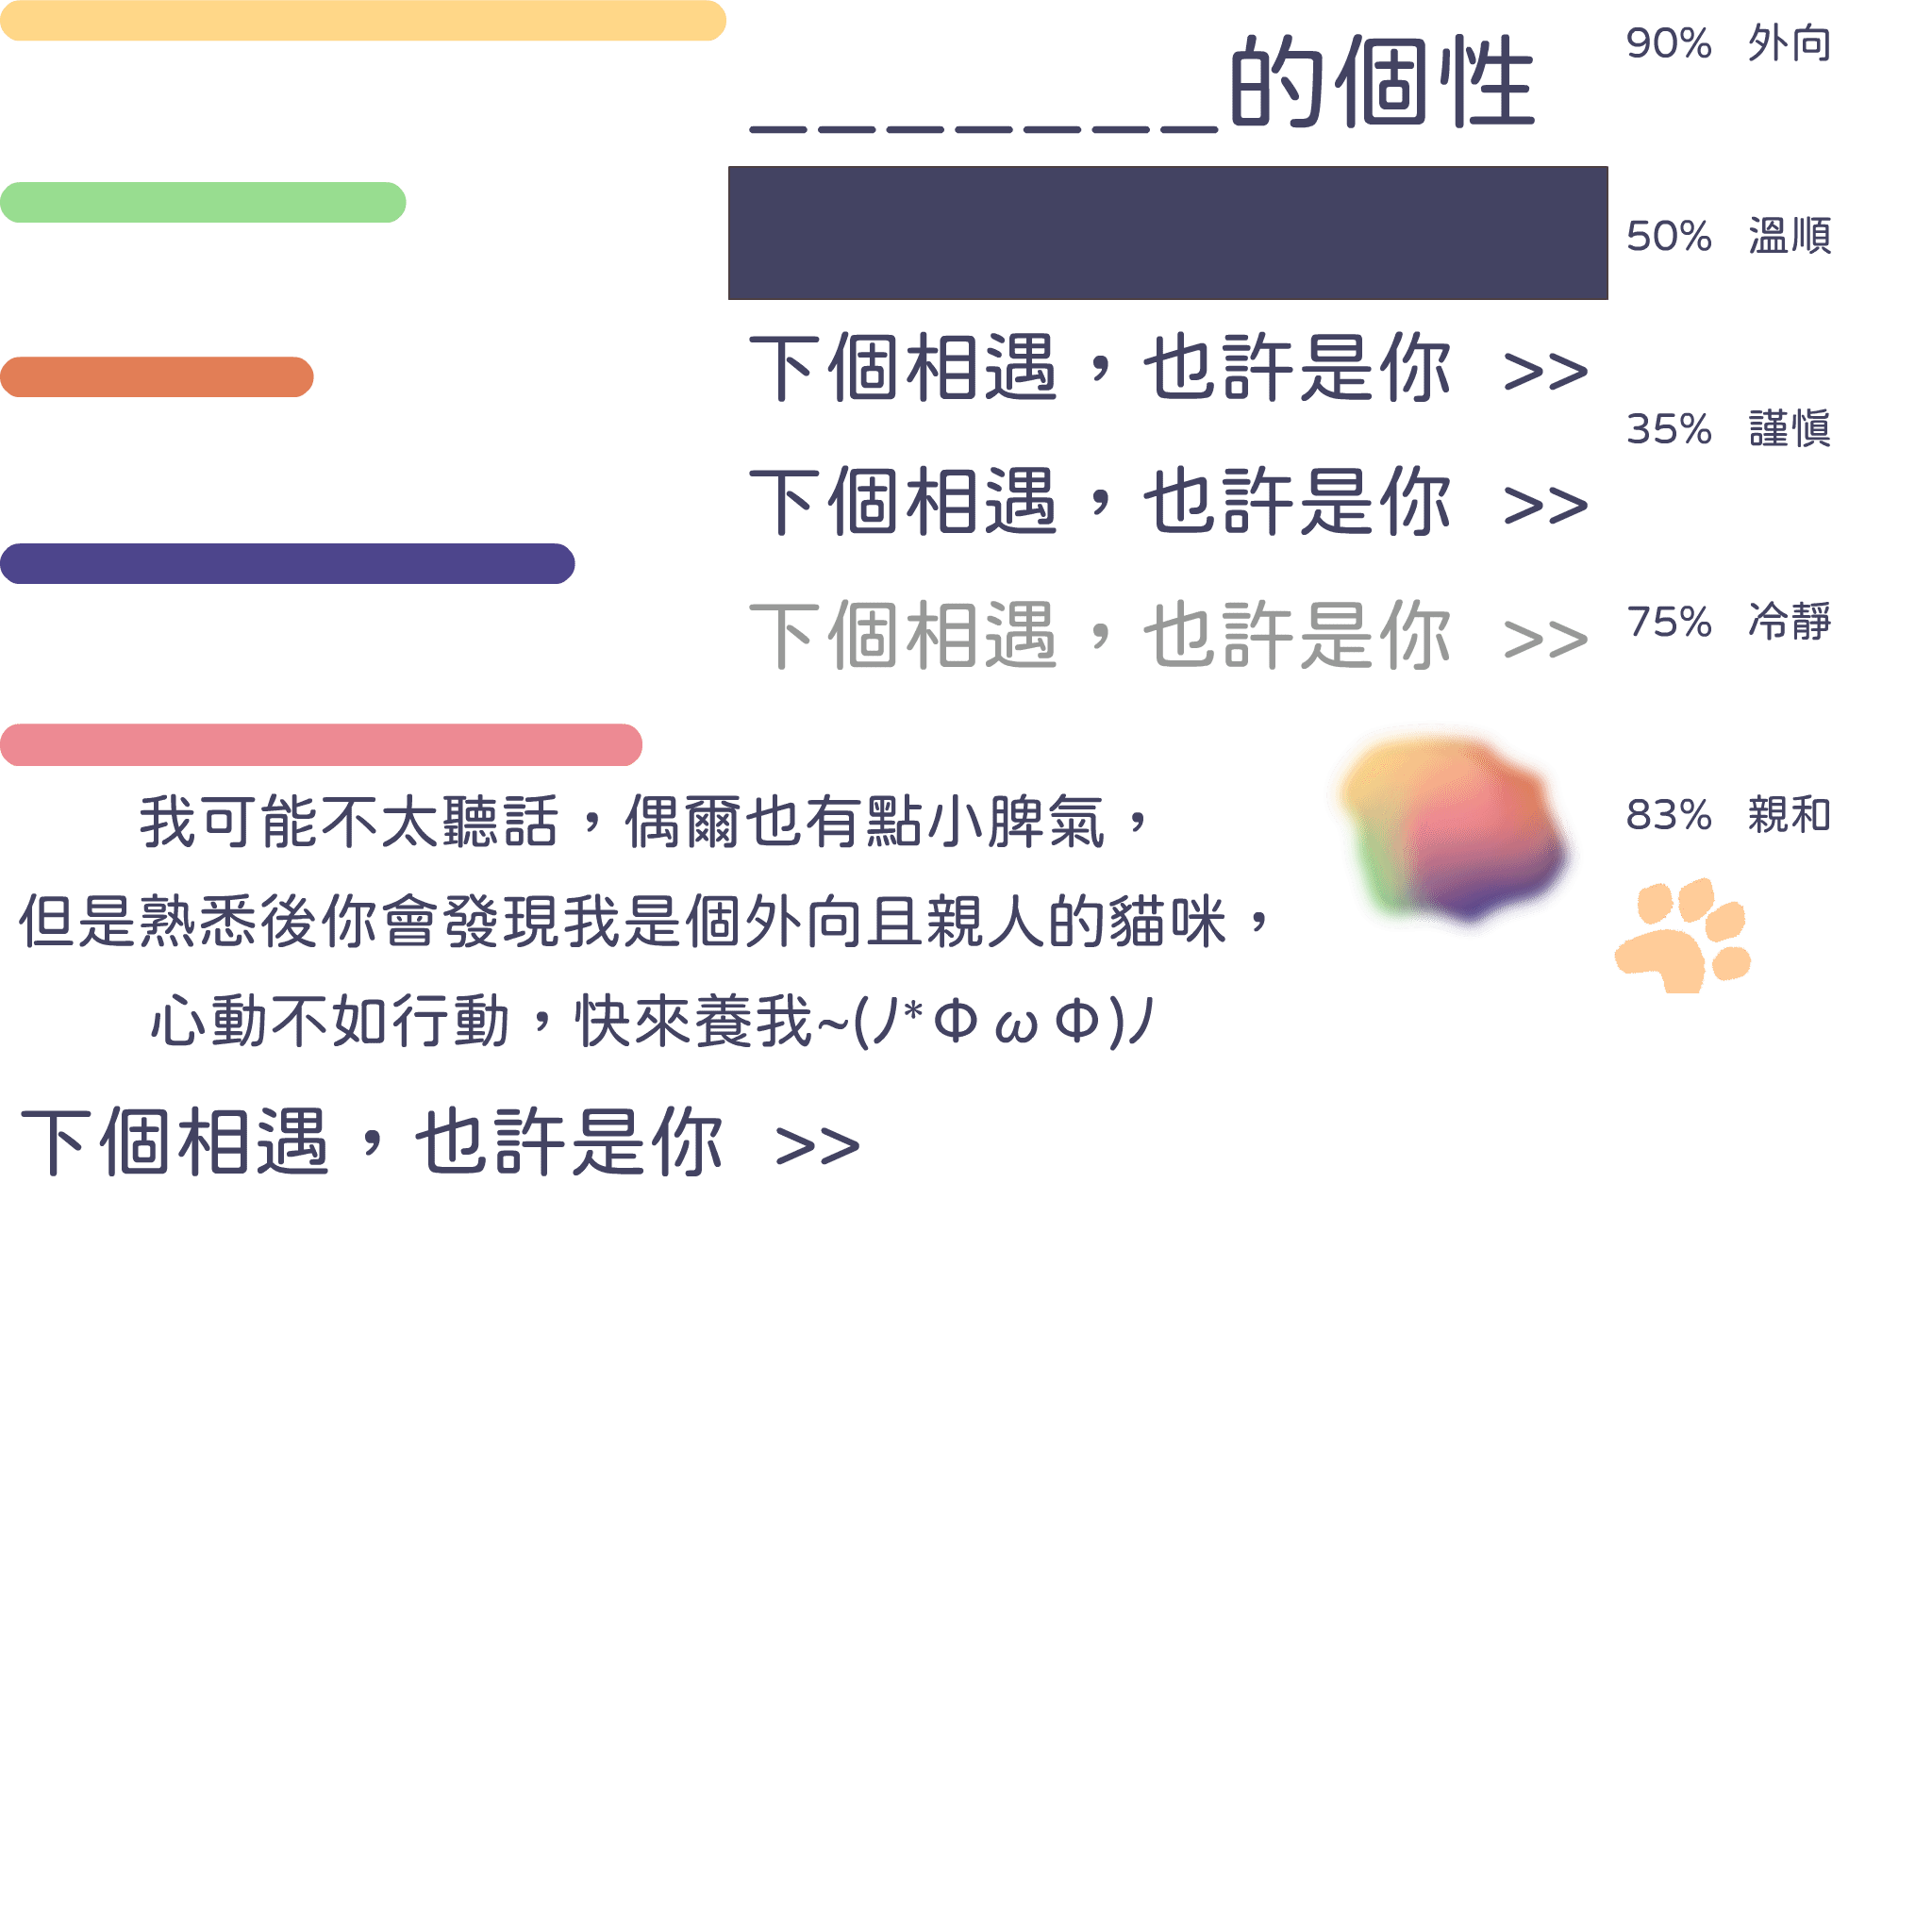 _______的個性
90% 外向
50% 溫順
下個相遇，也許是你 >>
35% 謹慎
下個相遇，也許是你 >>
下個相遇，也許是你 >>
75% 冷靜
83% 親和
我可能不太聽話，偶爾也有點小脾氣，
但是熟悉後你會發現我是個外向且親人的貓咪，
心動不如行動，快來養我~(ﾉ*ΦωΦ)ﾉ
下個相遇，也許是你 >>